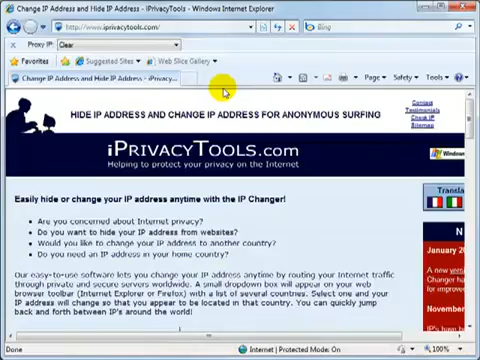 Change IP Address and Hide IP Address - iPrivacyTools - Windows Internet Explorer
http://www.iprivacytools.com/
Bing
Proxy IP: Clear
Favorites Suggested Sites Web Slice Gallery
Change IP Address and Hide IP Address - iPrivacy...
Page Safety Tools
HIDE IP ADDRESS AND CHANGE IP ADDRESS FOR ANONYMOUS SURFING
Contact
Testimonials
Check IP
Sitemap
iPRIVACYTOOLS.com
Helping to protect your privacy on the Internet
Window
Easily hide or change your IP address anytime with the IP Changer!
Transla
• Are you concerned about Internet privacy?
• Do you want to hide your IP address from websites?
• Would you like to change your IP address to another country?
• Do you need an IP address in your home country?
N
January 20
A new vers
for improve
November
IP's have b
Our easy-to-use software lets you change your IP address anytime by routing your Internet traffic
through private and secure servers worldwide. A small dropdown box will appear on your web
browser toolbar (Internet Explorer or Firefox) with a list of several countries. Select one and your
IP address will change so that you appear to be located in that country. You can quickly jump
back and forth between IP's around the world!
Done
Internet | Protected Mode: On
100%